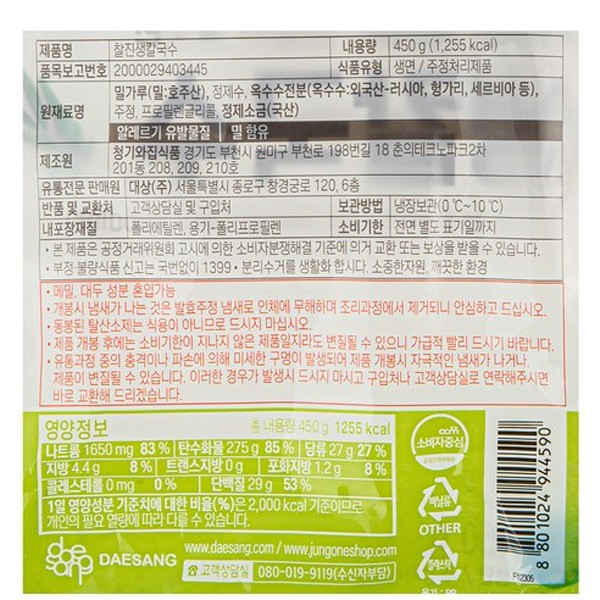 제품명 찰진생칼국수 내용량 450 g (1,255 kcal)
품목보고번호 2000029403445 식품유형 생면 / 주정처리제품
원재료명 밀가루(밀:호주산), 정제수, 옥수수전분(옥수수:외국산-러시아, 헝가리, 세르비아 등),
주정, 프로필렌글리콜, 정제소금(국산)
알레르기 유발물질 밀 함유
제조원 청기와집식품 경기도 부천시 원미구 부천로 198번길 18 춘의테크노파크2차
201동 208, 209, 210호
유통전문 판매원 대상(주) 서울특별시 종로구 창경궁로 120, 6층
반품 및 교환처 고객상담실 및 구입처 보관방법 냉장보관(0 ℃~10 ℃)
내포장재질 폴리에틸렌, 용기-폴리프로필렌 소비기한 전면 별도 표기일까지
• 본 제품은 공정거래위원회 고시에 의한 소비자분쟁해결 기준에 의거 교환 또는 보상을 받을 수 있습니다.
• 부정·불량식품 신고는 국번없이 1399 • 분리수거를 생활화 합시다. 소중한자원, 깨끗한 환경
• 메밀, 대두 성분 혼입가능
• 개봉시 냄새가 나는 것은 발효주정 냄새로 인체에 무해하며 조리과정에서 제거되니 안심하고 드십시오.
• 동봉된 탈산소제는 식용이 아니므로 드시지 마십시오.
• 제품 개봉 후에는 소비기한이 지나지 않은 제품일지라도 변질될 수 있으니 가급적 빨리 드시기 바랍니다.
• 유통과정 중의 충격이나 파손에 의해 미세한 구멍이 발생되어 제품 개봉시 자극적인 냄새가 나거나,
제품이 변질될 수 있습니다. 이러한 경우가 발생시 드시지 마시고 구입처나 고객상담실로 연락해주시면
바로 교환해 드리겠습니다.
영양정보 총 내용량 450 g 1255 kcal
나트륨 1650 mg 83 % 탄수화물 275 g 85 % 당류 27 g 27 %
지방 4.4 g 8 % 트랜스지방 0 g 포화지방 1.2 g 8 %
콜레스테롤 0 mg 0 % 단백질 29 g 53 %
1일 영양성분 기준치에 대한 비율(%)은 2,000 kcal 기준이므로
개인의 필요 열량에 따라 다를 수 있습니다.
소비자중심
비닐류
OTHER
플라스틱
8 801024 944590
daesang DAESANG
www.daesang.com / www.jungoneshop.com
고객상담실 080-019-9119(수신자부담)